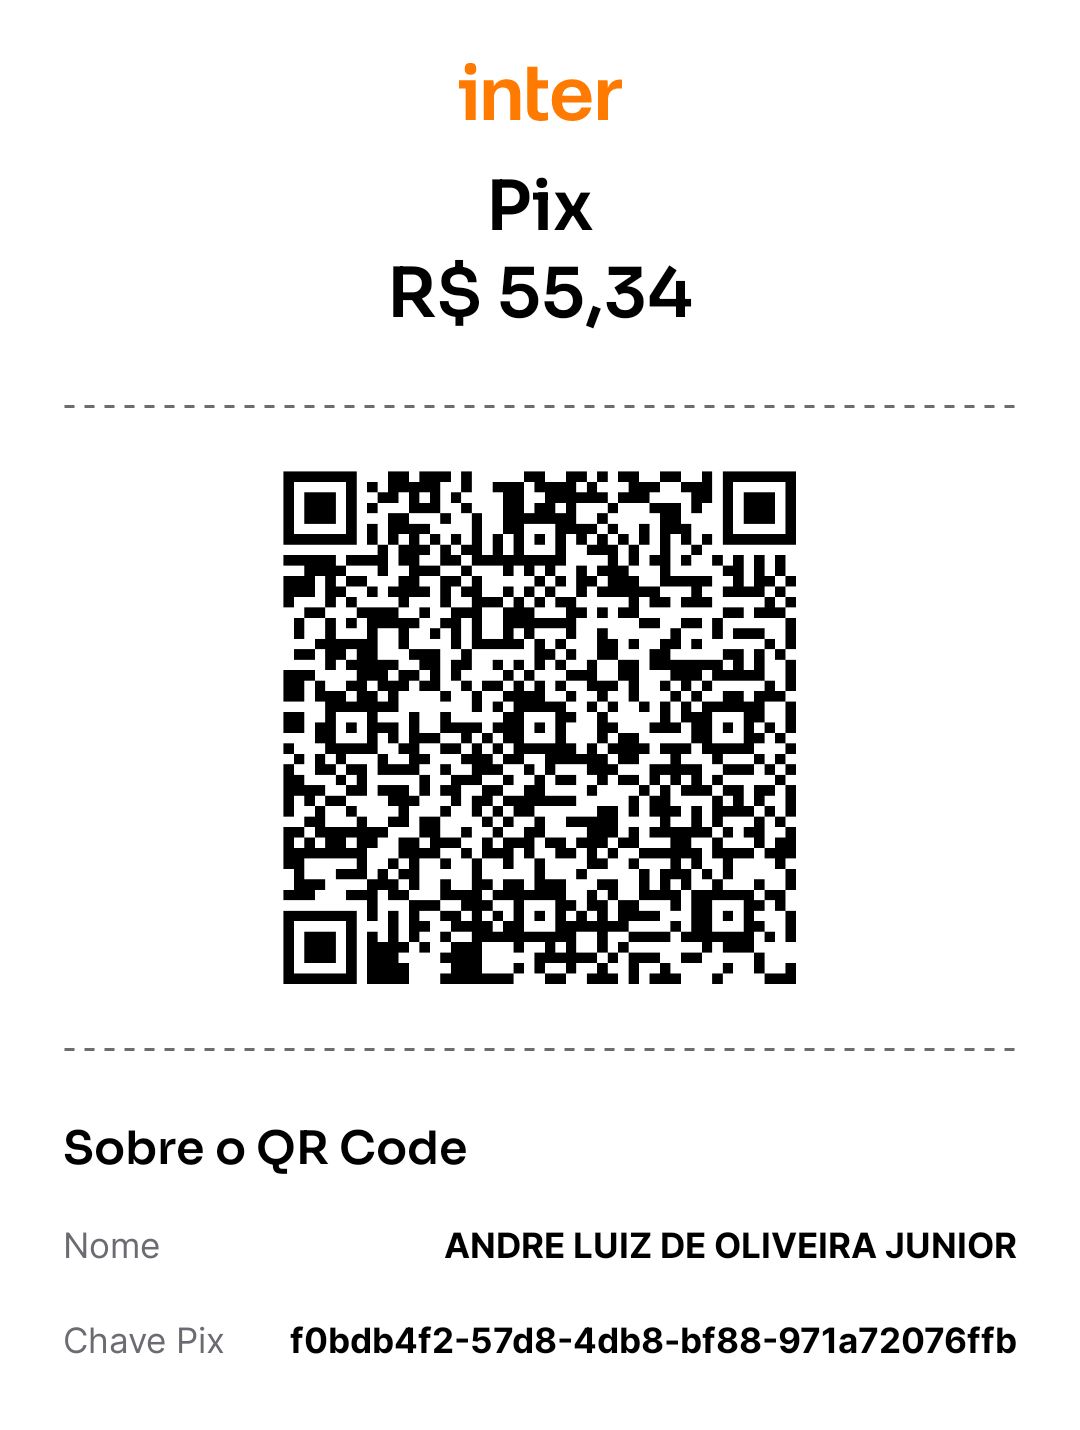 inter
Pix
R$ 55,34
Sobre o QR Code
Nome ANDRE LUIZ DE OLIVEIRA JUNIOR
Chave Pix f0bdb4f2-57d8-4db8-bf88-971a72076ffb